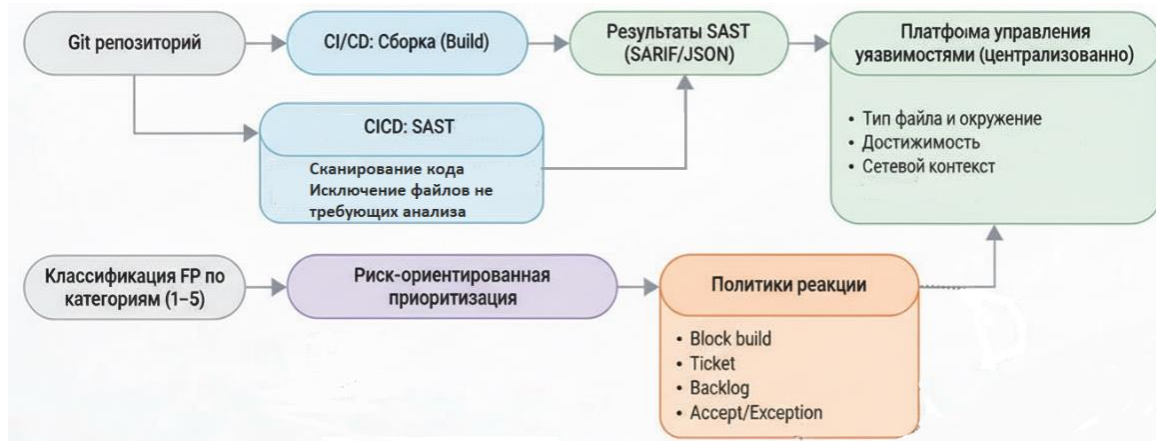 Git репозиторий
CI/CD: Сборка (Build)
Результаты SAST
(SARIF/JSON)
Платфома управления
уязвимостями (централизованно)
• Тип файла и окружение
• Достижимость
• Сетевой контекст
CICD: SAST
Сканирование кода
Исключение файлов не
требующих анализа
Классификация FP по
категориям (1–5)
Риск-ориентированная
приоритизация
Политики реакции
• Block build
• Ticket
• Backlog
• Accept/Exception